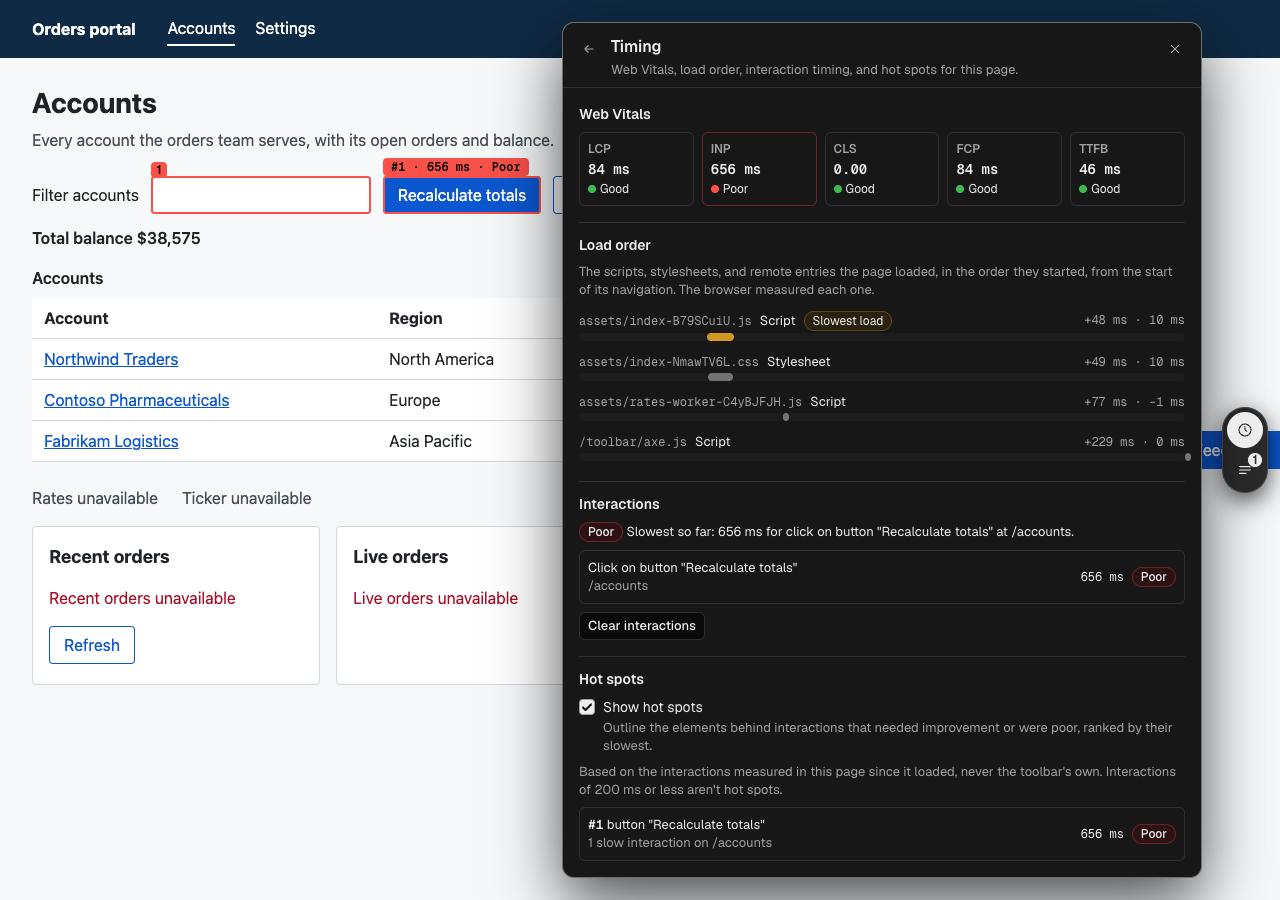 Orders portal
Accounts
Settings
Accounts
Every account the orders team serves, with its open orders and balance.
1
#1 · 656 ms · Poor
Filter accounts
Recalculate totals
Total balance $38,575
Accounts
Account
Region
Northwind Traders
North America
Contoso Pharmaceuticals
Europe
Fabrikam Logistics
Asia Pacific
Rates unavailable
Ticker unavailable
Recent orders
Recent orders unavailable
Refresh
Live orders
Live orders unavailable
Timing
Web Vitals, load order, interaction timing, and hot spots for this page.
Web Vitals
LCP
84 ms
Good
INP
656 ms
Poor
CLS
0.00
Good
FCP
84 ms
Good
TTFB
46 ms
Good
Load order
The scripts, stylesheets, and remote entries the page loaded, in the order they started, from the start
of its navigation. The browser measured each one.
assets/index-B79SCuiU.js Script Slowest load
+48 ms · 10 ms
assets/index-NmawTV6L.css Stylesheet
+49 ms · 10 ms
assets/rates-worker-C4yBJFJH.js Script
+77 ms · -1 ms
/toolbar/axe.js Script
+229 ms · 0 ms
Interactions
Poor Slowest so far: 656 ms for click on button "Recalculate totals" at /accounts.
Click on button "Recalculate totals"
/accounts
656 ms Poor
Clear interactions
Hot spots
Show hot spots
Outline the elements behind interactions that needed improvement or were poor, ranked by their
slowest.
Based on the interactions measured in this page since it loaded, never the toolbar's own. Interactions
of 200 ms or less aren't hot spots.
#1 button "Recalculate totals"
1 slow interaction on /accounts
656 ms Poor
1